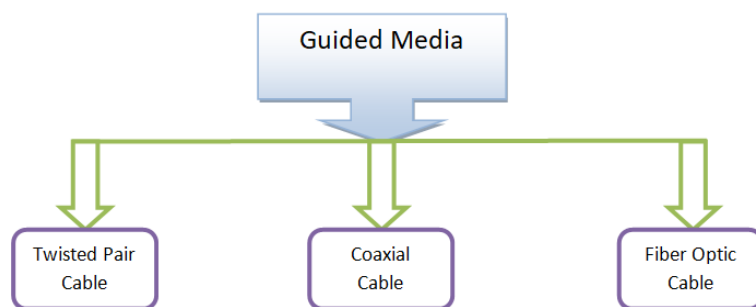 Guided Media
Twisted Pair
Cable
Coaxial
Cable
Fiber Optic
Cable